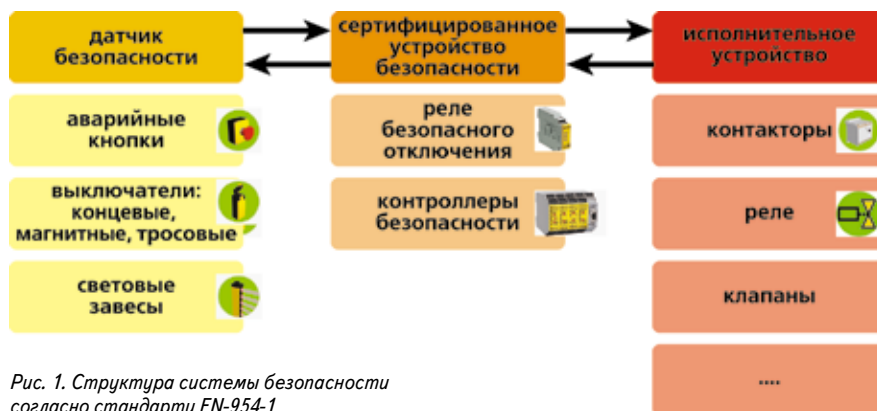 датчик
безопасности
сертифицированное
устройство
безопасности
исполнительное
устройство
аварийные
кнопки
выключатели:
концевые,
магнитные, тросовые
световые
завесы
реле
безопасного
отключения
контроллеры
безопасности
контакторы
реле
клапаны
....
Рис. 1. Структура системы безопасности
согласно стандарту EN-954-1